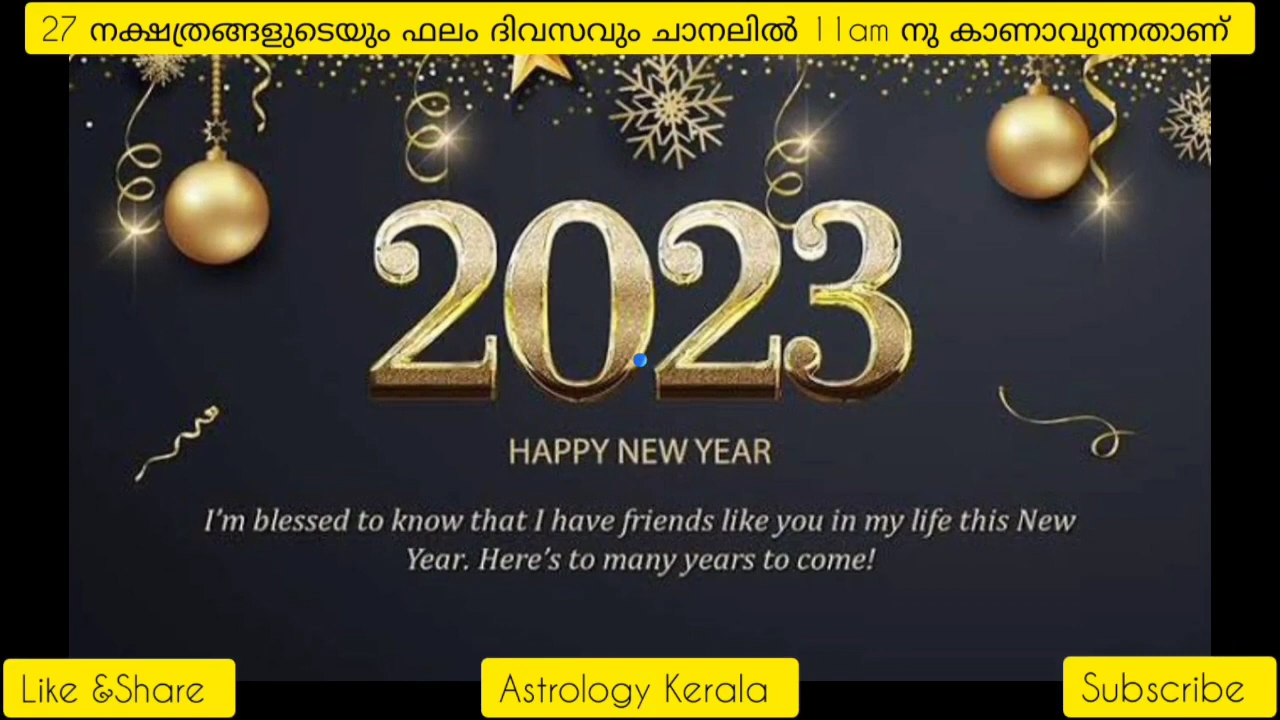 27 നക്ഷത്രങ്ങളുടെയും ഫലം ദിവസവും ചാനലിൽ 11am നു കാണാവുന്നതാണ്
2023
HAPPY NEW YEAR
I'm blessed to know that I have friends like you in my life this New
Year. Here's to many years to come!
Like &Share
Astrology Kerala
Subscribe